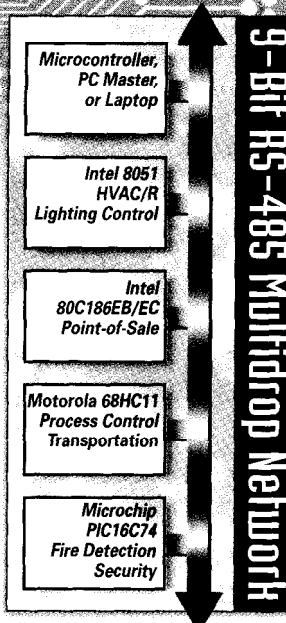 Microcontroller,
PC Master,
or Laptop
Intel 8051
HVAC/R
Lighting Control
Intel
80C186EB/EC
Point-of-Sale
Motorola 68HC11
Process Control
Transportation
Microchip
PIC16C74
Fire Detection
Security
9-Bit RS-485 Multidrop Network